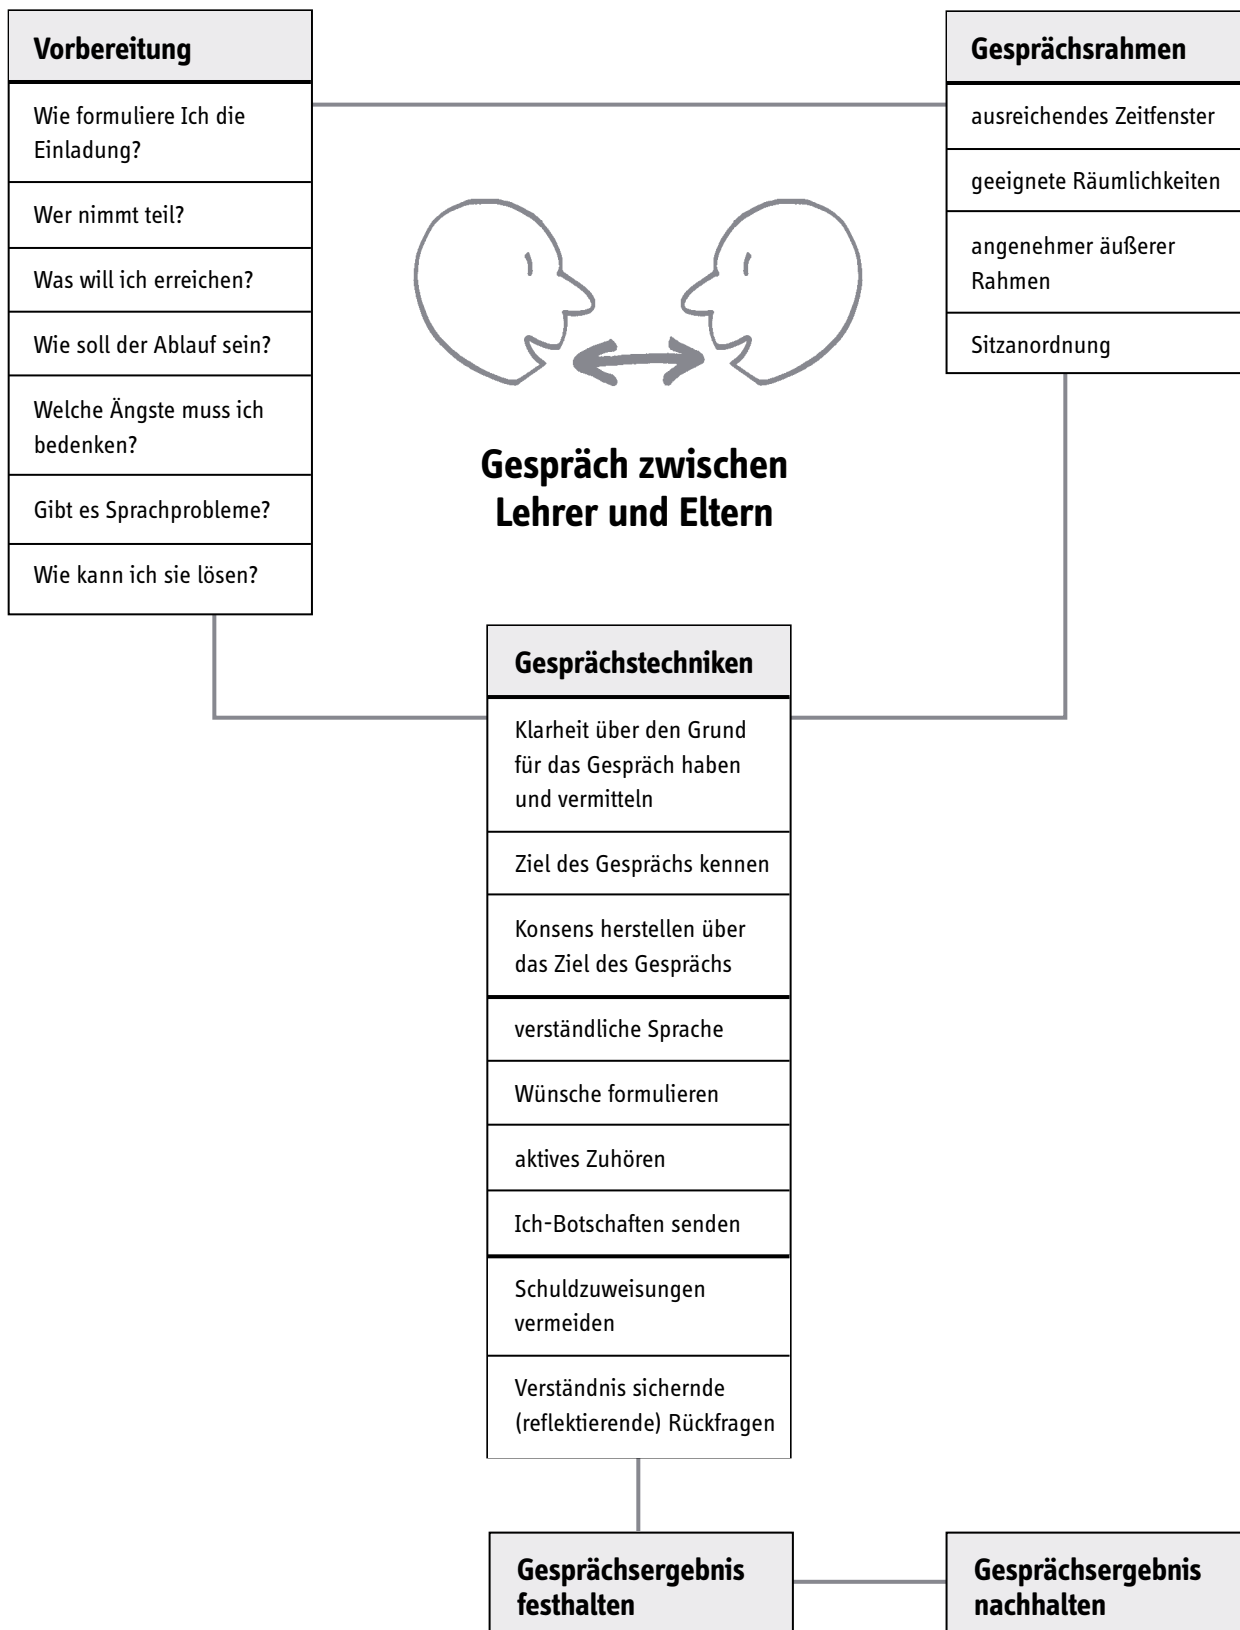 Vorbereitung
Wie formuliere Ich die
Einladung?
Wer nimmt teil?
Was will ich erreichen?
Wie soll der Ablauf sein?
Welche Ängste muss ich
bedenken?
Gibt es Sprachprobleme?
Wie kann ich sie lösen?
Gesprächsrahmen
ausreichendes Zeitfenster
geeignete Räumlichkeiten
angenehmer äußerer
Rahmen
Sitzanordnung
Gespräch zwischen
Lehrer und Eltern
Gesprächstechniken
Klarheit über den Grund
für das Gespräch haben
und vermitteln
Ziel des Gesprächs kennen
Konsens herstellen über
das Ziel des Gesprächs
verständliche Sprache
Wünsche formulieren
aktives Zuhören
Ich-Botschaften senden
Schuldzuweisungen
vermeiden
Verständnis sichernde
(reflektierende) Rückfragen
Gesprächsergebnis
festhalten
Gesprächsergebnis
nachhalten